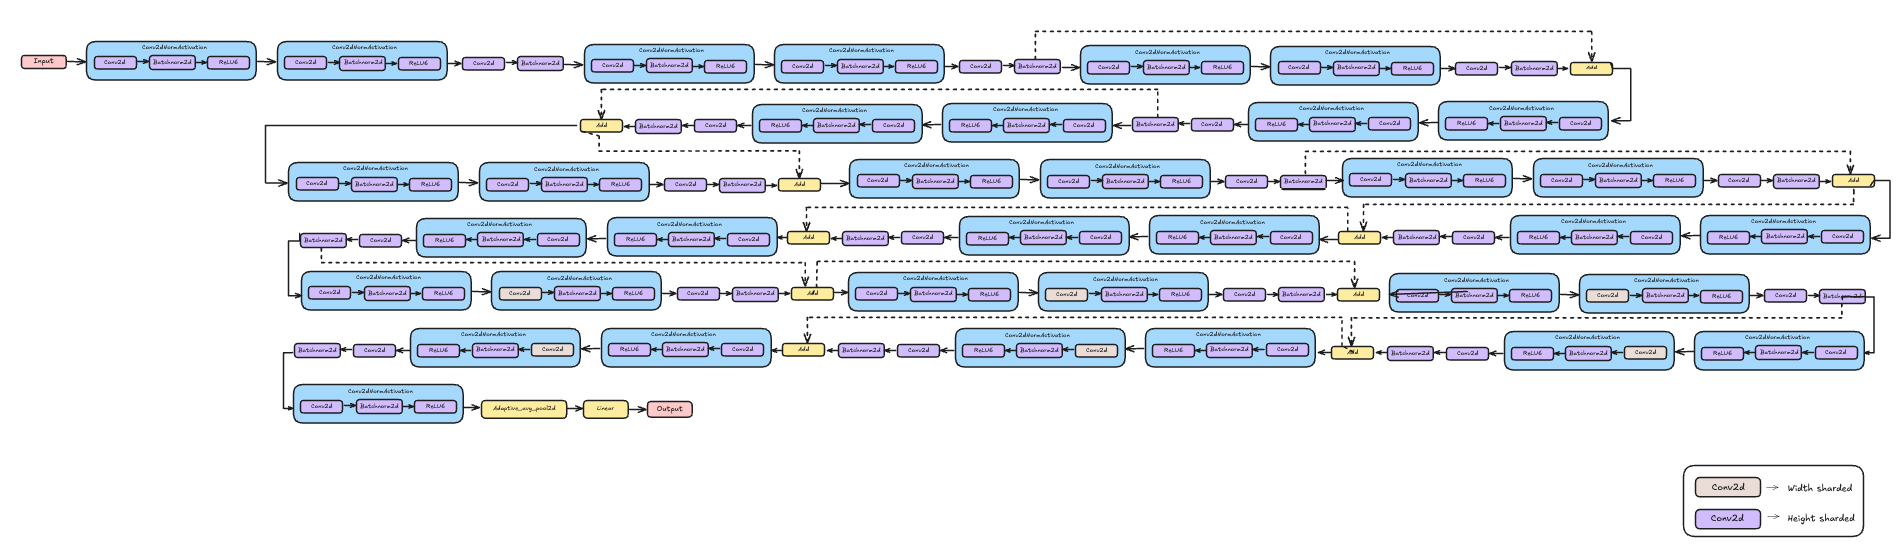 Conv2dNormActivation Conv2dNormActivation Conv2dNormActivation Conv2dNormActivation Conv2dNormActivation Conv2dNormActivation
Input Conv2d Batchnorm2d ReLU6 Conv2d Batchnorm2d ReLU6 Conv2d Batchnorm2d Conv2d Batchnorm2d ReLU6 Conv2d Batchnorm2d ReLU6 Conv2d Batchnorm2d Conv2d Batchnorm2d ReLU6 Conv2d Batchnorm2d ReLU6 Conv2d Batchnorm2d Add
Conv2dNormActivation Conv2dNormActivation Conv2dNormActivation Conv2dNormActivation
Add Batchnorm2d Conv2d ReLU6 Batchnorm2d Conv2d ReLU6 Batchnorm2d Conv2d Batchnorm2d Conv2d ReLU6 Batchnorm2d Conv2d ReLU6 Batchnorm2d Conv2d
Conv2dNormActivation Conv2dNormActivation Conv2dNormActivation Conv2dNormActivation Conv2dNormActivation Conv2dNormActivation
Conv2d Batchnorm2d ReLU6 Conv2d Batchnorm2d ReLU6 Conv2d Batchnorm2d Add Conv2d Batchnorm2d ReLU6 Conv2d Batchnorm2d ReLU6 Conv2d Batchnorm2d Conv2d Batchnorm2d ReLU6 Conv2d Batchnorm2d ReLU6 Conv2d Batchnorm2d Add
Conv2dNormActivation Conv2dNormActivation Conv2dNormActivation Conv2dNormActivation Conv2dNormActivation Conv2dNormActivation
Batchnorm2d Conv2d ReLU6 Batchnorm2d Conv2d ReLU6 Batchnorm2d Conv2d Add Batchnorm2d Conv2d ReLU6 Batchnorm2d Conv2d ReLU6 Batchnorm2d Conv2d Add Batchnorm2d Conv2d ReLU6 Batchnorm2d Conv2d ReLU6 Batchnorm2d Conv2d
Conv2dNormActivation Conv2dNormActivation Conv2dNormActivation Conv2dNormActivation Conv2dNormActivation Conv2dNormActivation
Conv2d Batchnorm2d ReLU6 Conv2d Batchnorm2d ReLU6 Conv2d Batchnorm2d Add Conv2d Batchnorm2d ReLU6 Conv2d Batchnorm2d ReLU6 Conv2d Batchnorm2d Add Conv2d Batchnorm2d ReLU6 Conv2d Batchnorm2d ReLU6 Conv2d Batchnorm2d
Conv2dNormActivation Conv2dNormActivation Conv2dNormActivation Conv2dNormActivation Conv2dNormActivation Conv2dNormActivation
Batchnorm2d Conv2d ReLU6 Batchnorm2d Conv2d ReLU6 Batchnorm2d Conv2d Add Batchnorm2d Conv2d ReLU6 Batchnorm2d Conv2d ReLU6 Batchnorm2d Conv2d Add Batchnorm2d Conv2d ReLU6 Batchnorm2d Conv2d ReLU6 Batchnorm2d Conv2d
Conv2dNormActivation
Conv2d Batchnorm2d ReLU6 Adaptive_avg_pool2d Linear Output
Conv2d Width sharded
Conv2d Height sharded